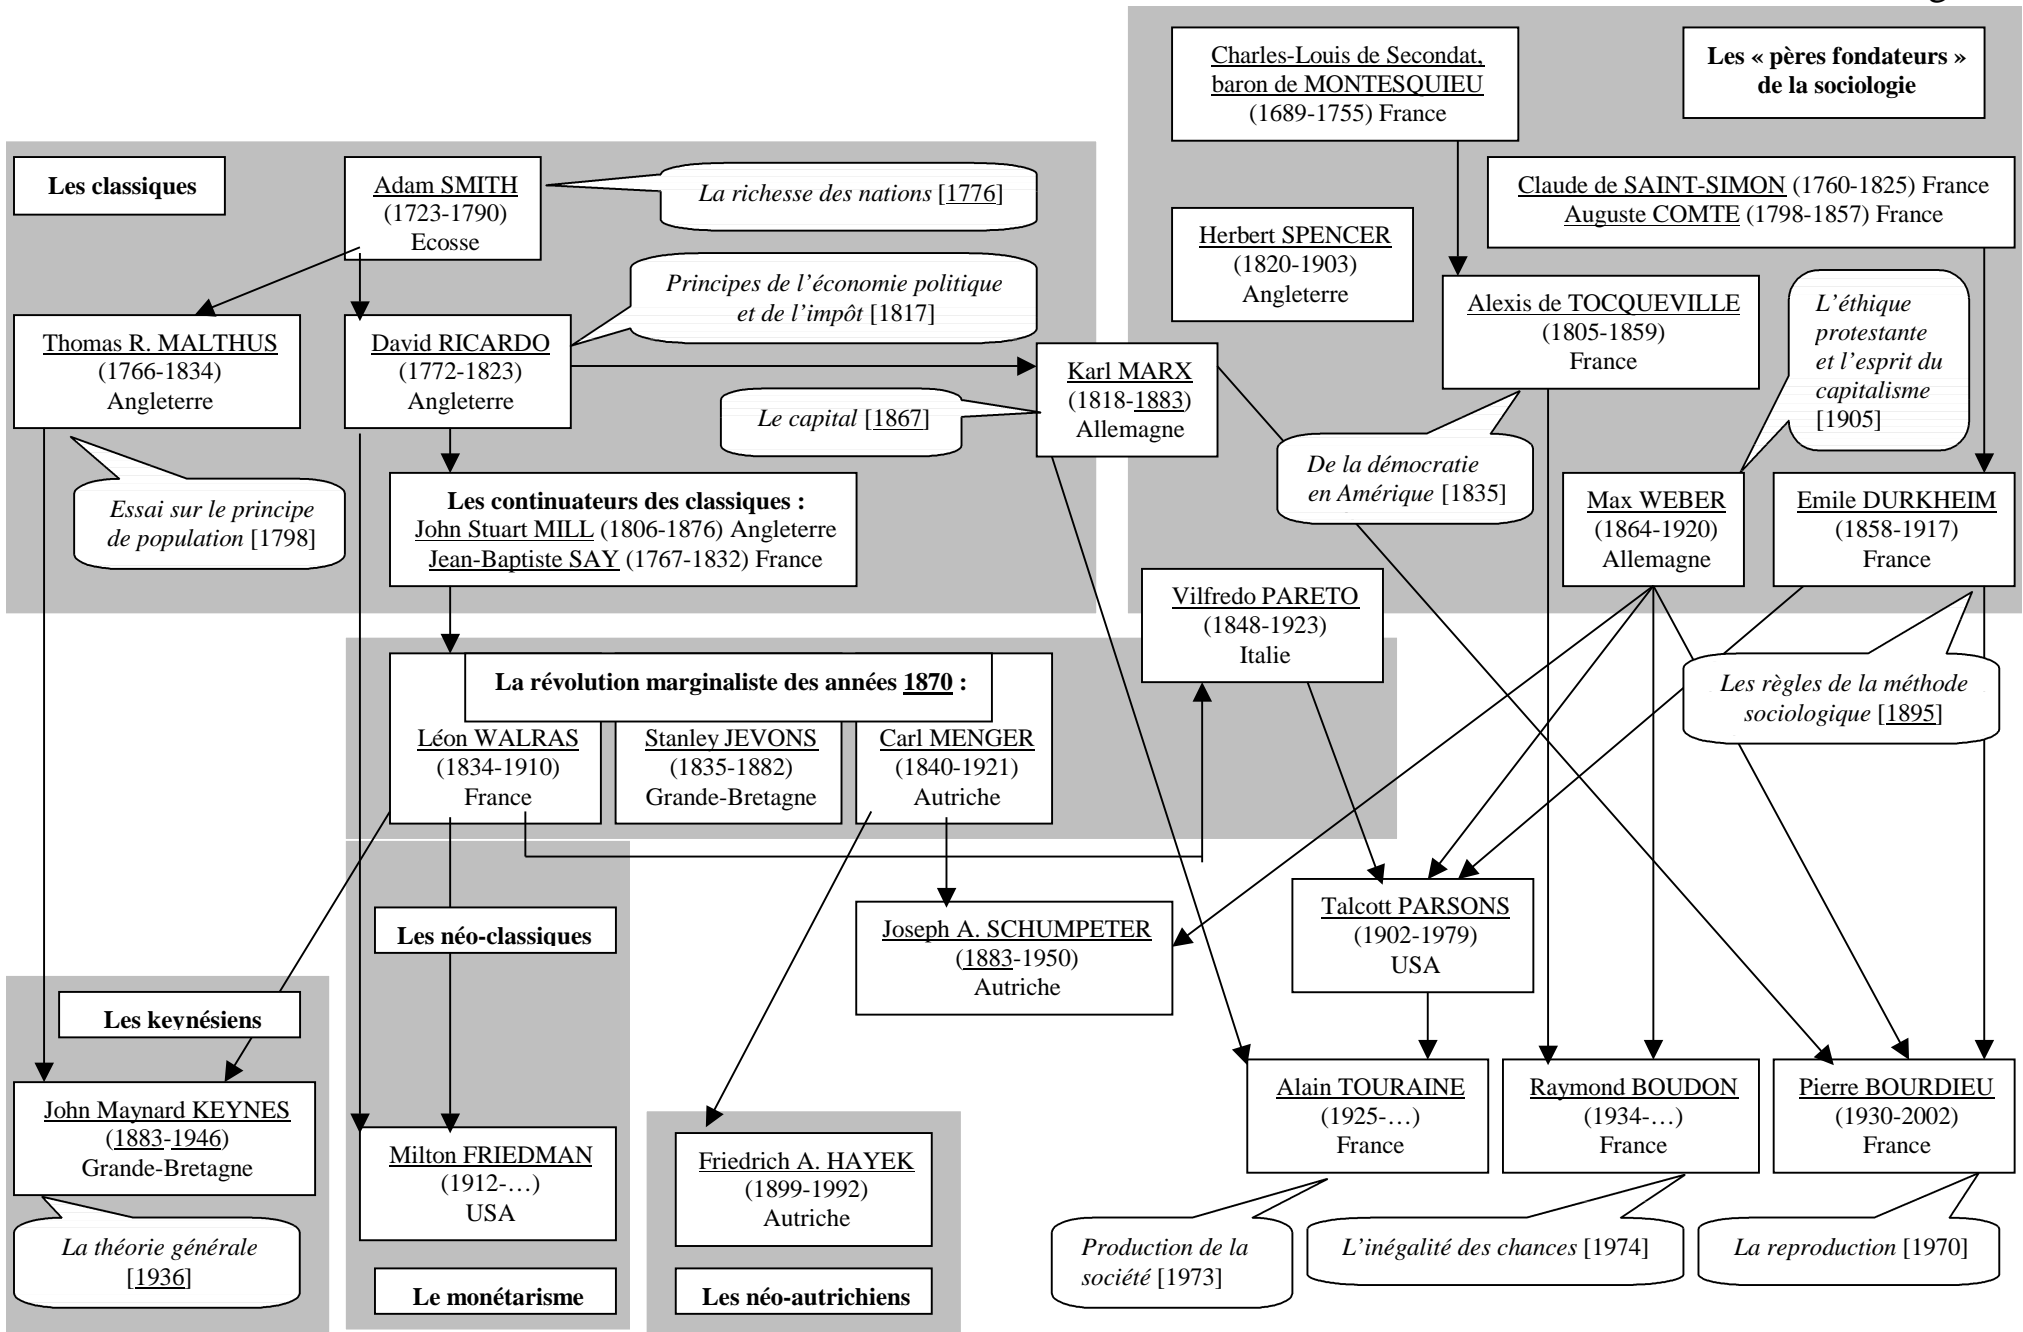 Charles-Louis de Secondat,
baron de MONTESQUIEU
(1689-1755) France
Les « pères fondateurs »
de la sociologie
Les classiques
Adam SMITH
(1723-1790)
Ecosse
La richesse des nations [1776]
Claude de SAINT-SIMON (1760-1825) France
Auguste COMTE (1798-1857) France
Herbert SPENCER
(1820-1903)
Angleterre
Principes de l’économie politique
et de l’impôt [1817]
Alexis de TOCQUEVILLE
(1805-1859)
France
L’éthique
protestante
et l’esprit du
capitalisme
[1905]
Thomas R. MALTHUS
(1766-1834)
Angleterre
David RICARDO
(1772-1823)
Angleterre
Karl MARX
(1818-1883)
Allemagne
Le capital [1867]
De la démocratie
en Amérique [1835]
Essai sur le principe
de population [1798]
Les continuateurs des classiques :
John Stuart MILL (1806-1876) Angleterre
Jean-Baptiste SAY (1767-1832) France
Max WEBER
(1864-1920)
Allemagne
Emile DURKHEIM
(1858-1917)
France
Vilfredo PARETO
(1848-1923)
Italie
La révolution marginaliste des années 1870 :
Léon WALRAS
(1834-1910)
France
Stanley JEVONS
(1835-1882)
Grande-Bretagne
Carl MENGER
(1840-1921)
Autriche
Les règles de la méthode
sociologique [1895]
Les néo-classiques
Joseph A. SCHUMPETER
(1883-1950)
Autriche
Talcott PARSONS
(1902-1979)
USA
Les keynésiens
John Maynard KEYNES
(1883-1946)
Grande-Bretagne
Milton FRIEDMAN
(1912-…)
USA
Friedrich A. HAYEK
(1899-1992)
Autriche
Alain TOURAINE
(1925-…)
France
Raymond BOUDON
(1934-…)
France
Pierre BOURDIEU
(1930-2002)
France
La théorie générale
[1936]
Le monétarisme
Les néo-autrichiens
Production de la
société [1973]
L’inégalité des chances [1974]
La reproduction [1970]